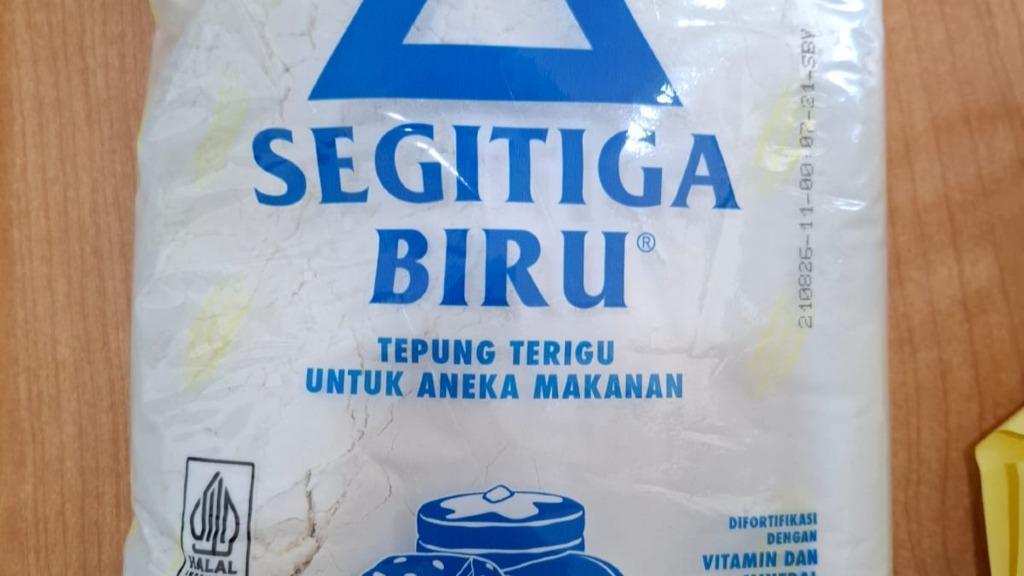 SEGITIGA
BIRU®
TEPUNG TERIGU
UNTUK ANEKA MAKANAN
210826-11-00:07-21-SBY
HALAL
DIFORTIFIKASI
DENGAN
VITAMIN DAN